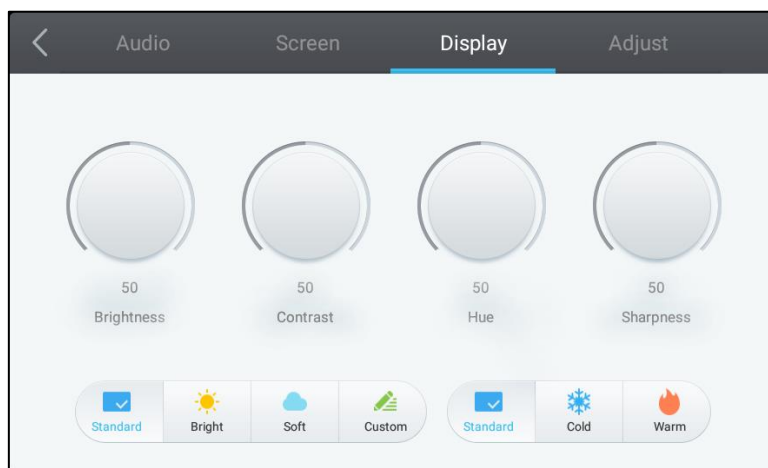 Audio Screen Display Adjust
50 50 50 50
Brightness Contrast Hue Sharpness
Standard Bright Soft Custom Standard Cold Warm